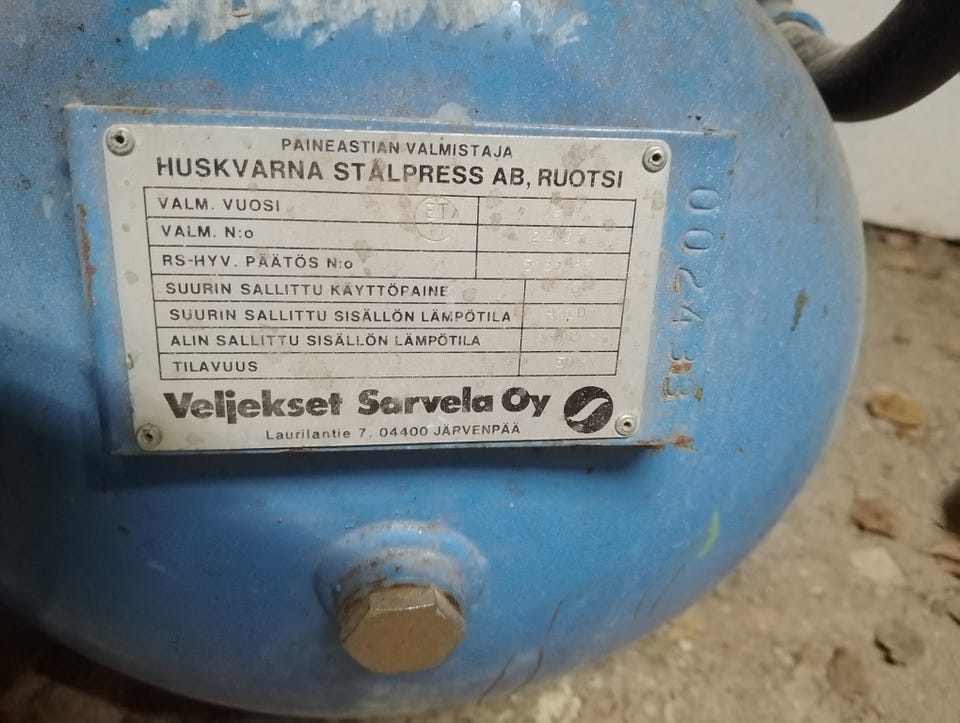 PAINEASTIAN VALMISTAJA
HUSKVARNA STÅLPRESS AB, RUOTSI
VALM. VUOSI
VALM. N:o
RS-HYV. PÄÄTÖS N:o
SUURIN SALLITTU KÄYTTÖPAINE
SUURIN SALLITTU SISÄLLÖN LÄMPÖTILA
ALIN SALLITTU SISÄLLÖN LÄMPÖTILA
TILAVUUS
Veljekset Sarvela Oy
Laurilantie 7, 04400 JÄRVENPÄÄ
002433